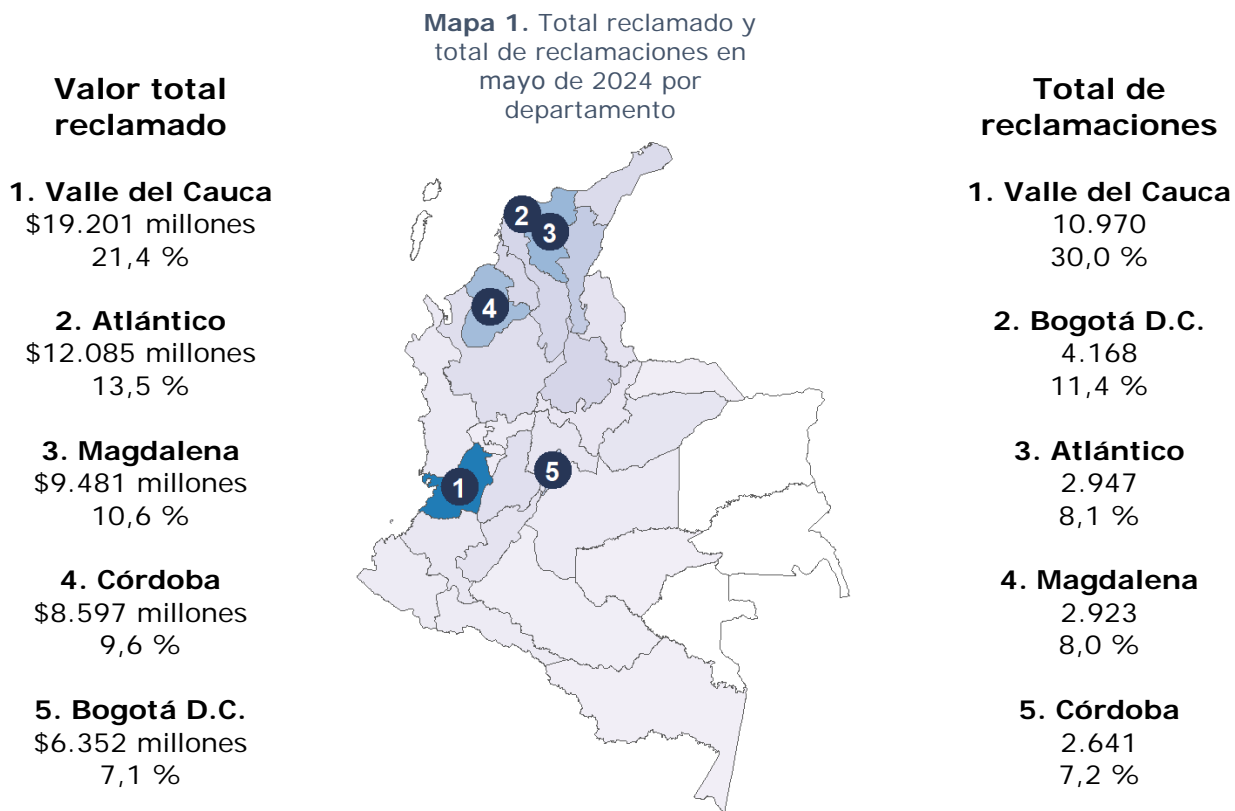 Mapa 1. Total reclamado y
total de reclamaciones en
mayo de 2024 por
departamento
Valor total
reclamado
1. Valle del Cauca
$19.201 millones
21,4 %
2. Atlántico
$12.085 millones
13,5 %
3. Magdalena
$9.481 millones
10,6 %
4. Córdoba
$8.597 millones
9,6 %
5. Bogotá D.C.
$6.352 millones
7,1 %
2
3
4
5
1
Total de
reclamaciones
1. Valle del Cauca
10.970
30,0 %
2. Bogotá D.C.
4.168
11,4 %
3. Atlántico
2.947
8,1 %
4. Magdalena
2.923
8,0 %
5. Córdoba
2.641
7,2 %